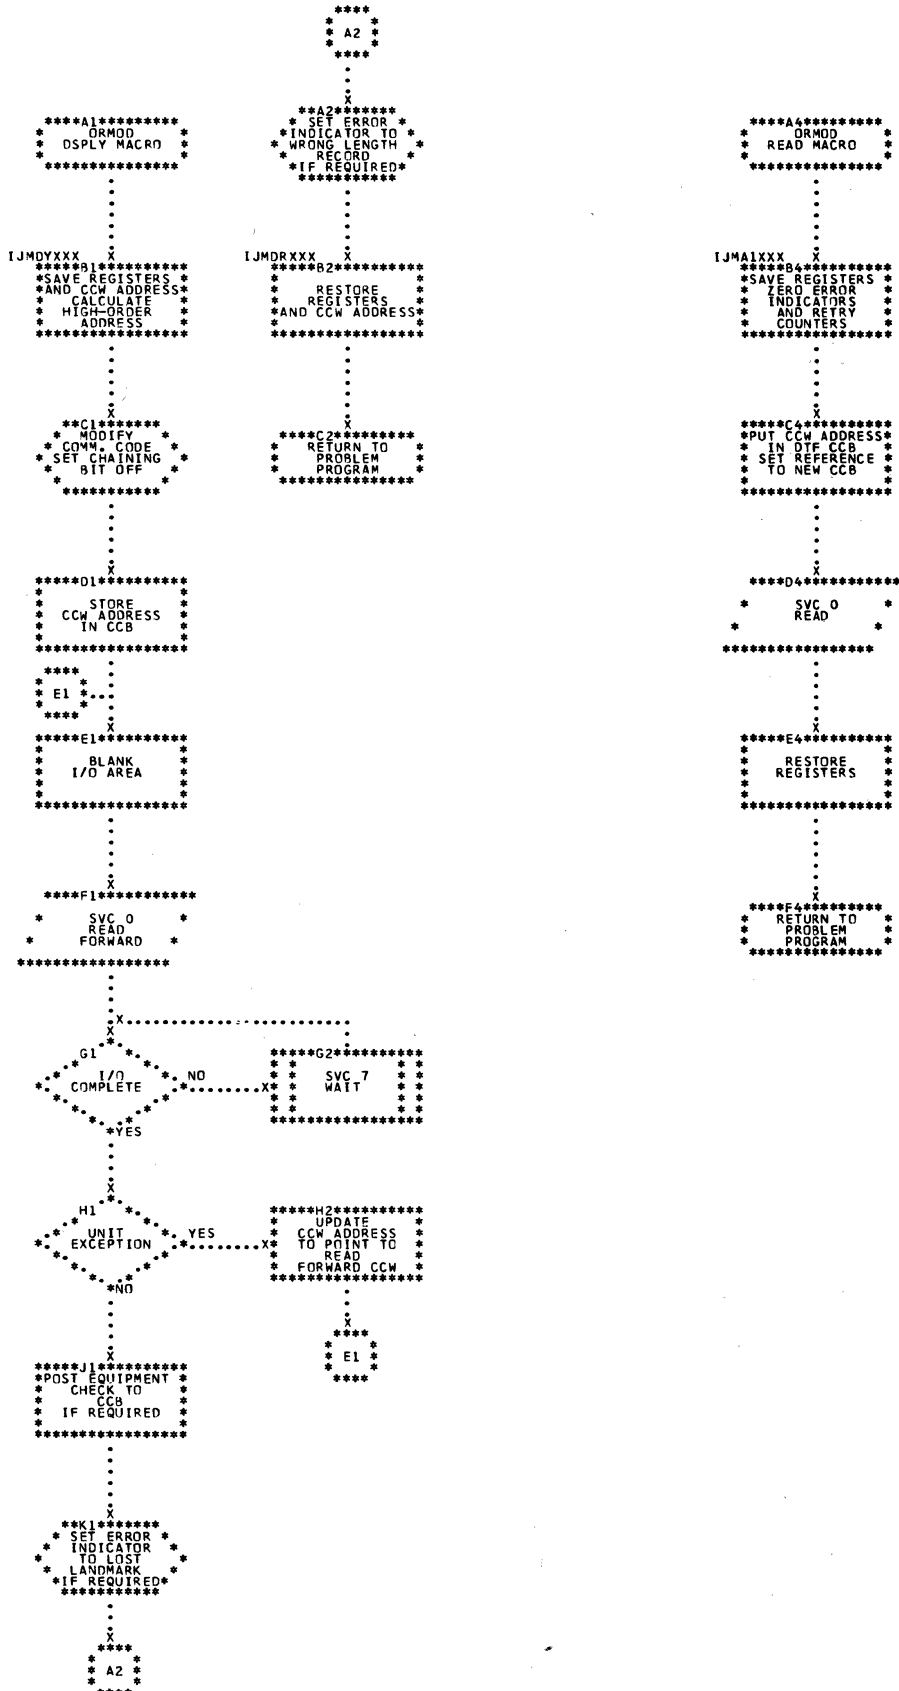 A2
A1
ORMOD
DSPLY MACRO
A2
SET ERROR
INDICATOR TO
WRONG LENGTH
RECORD
IF REQUIRED
A4
ORMOD
READ MACRO
IJMDYXXX
B1
SAVE REGISTERS
AND CCW ADDRESS
CALCULATE
HIGH-ORDER
ADDRESS
IJMDRXXX
B2
RESTORE
REGISTERS
AND CCW ADDRESS
IJMA1XXX
B4
SAVE REGISTERS
ZERO ERROR
INDICATORS
AND RETRY
COUNTERS
C1
MODIFY
COMM. CODE
SET CHAINING
BIT OFF
C2
RETURN TO
PROBLEM
PROGRAM
C4
PUT CCW ADDRESS
IN DTF CCB
SET REFERENCE
TO NEW CCB
D1
STORE
CCW ADDRESS
IN CCB
D4
SVC 0
READ
E1
E1
BLANK
I/O AREA
E4
RESTORE
REGISTERS
F1
SVC 0
READ
FORWARD
F4
RETURN TO
PROBLEM
PROGRAM
G1
I/O
COMPLETE
NO
YES
G2
SVC 7
WAIT
H1
UNIT
EXCEPTION
YES
NO
H2
UPDATE
CCW ADDRESS
TO POINT TO
READ
FORWARD CCW
E1
J1
POST EQUIPMENT
CHECK TO
CCB
IF REQUIRED
K1
SET ERROR
INDICATOR
TO LOST
LANDMARK
IF REQUIRED
A2